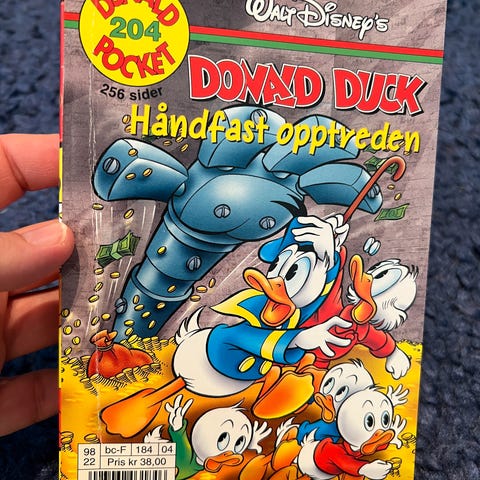 DONALD
204
POCKET
256 sider
WALT DISNEY'S
DONALD DUCK
Håndfast opptreden
98 bc-F 184 04
22 Pris kr 38,00